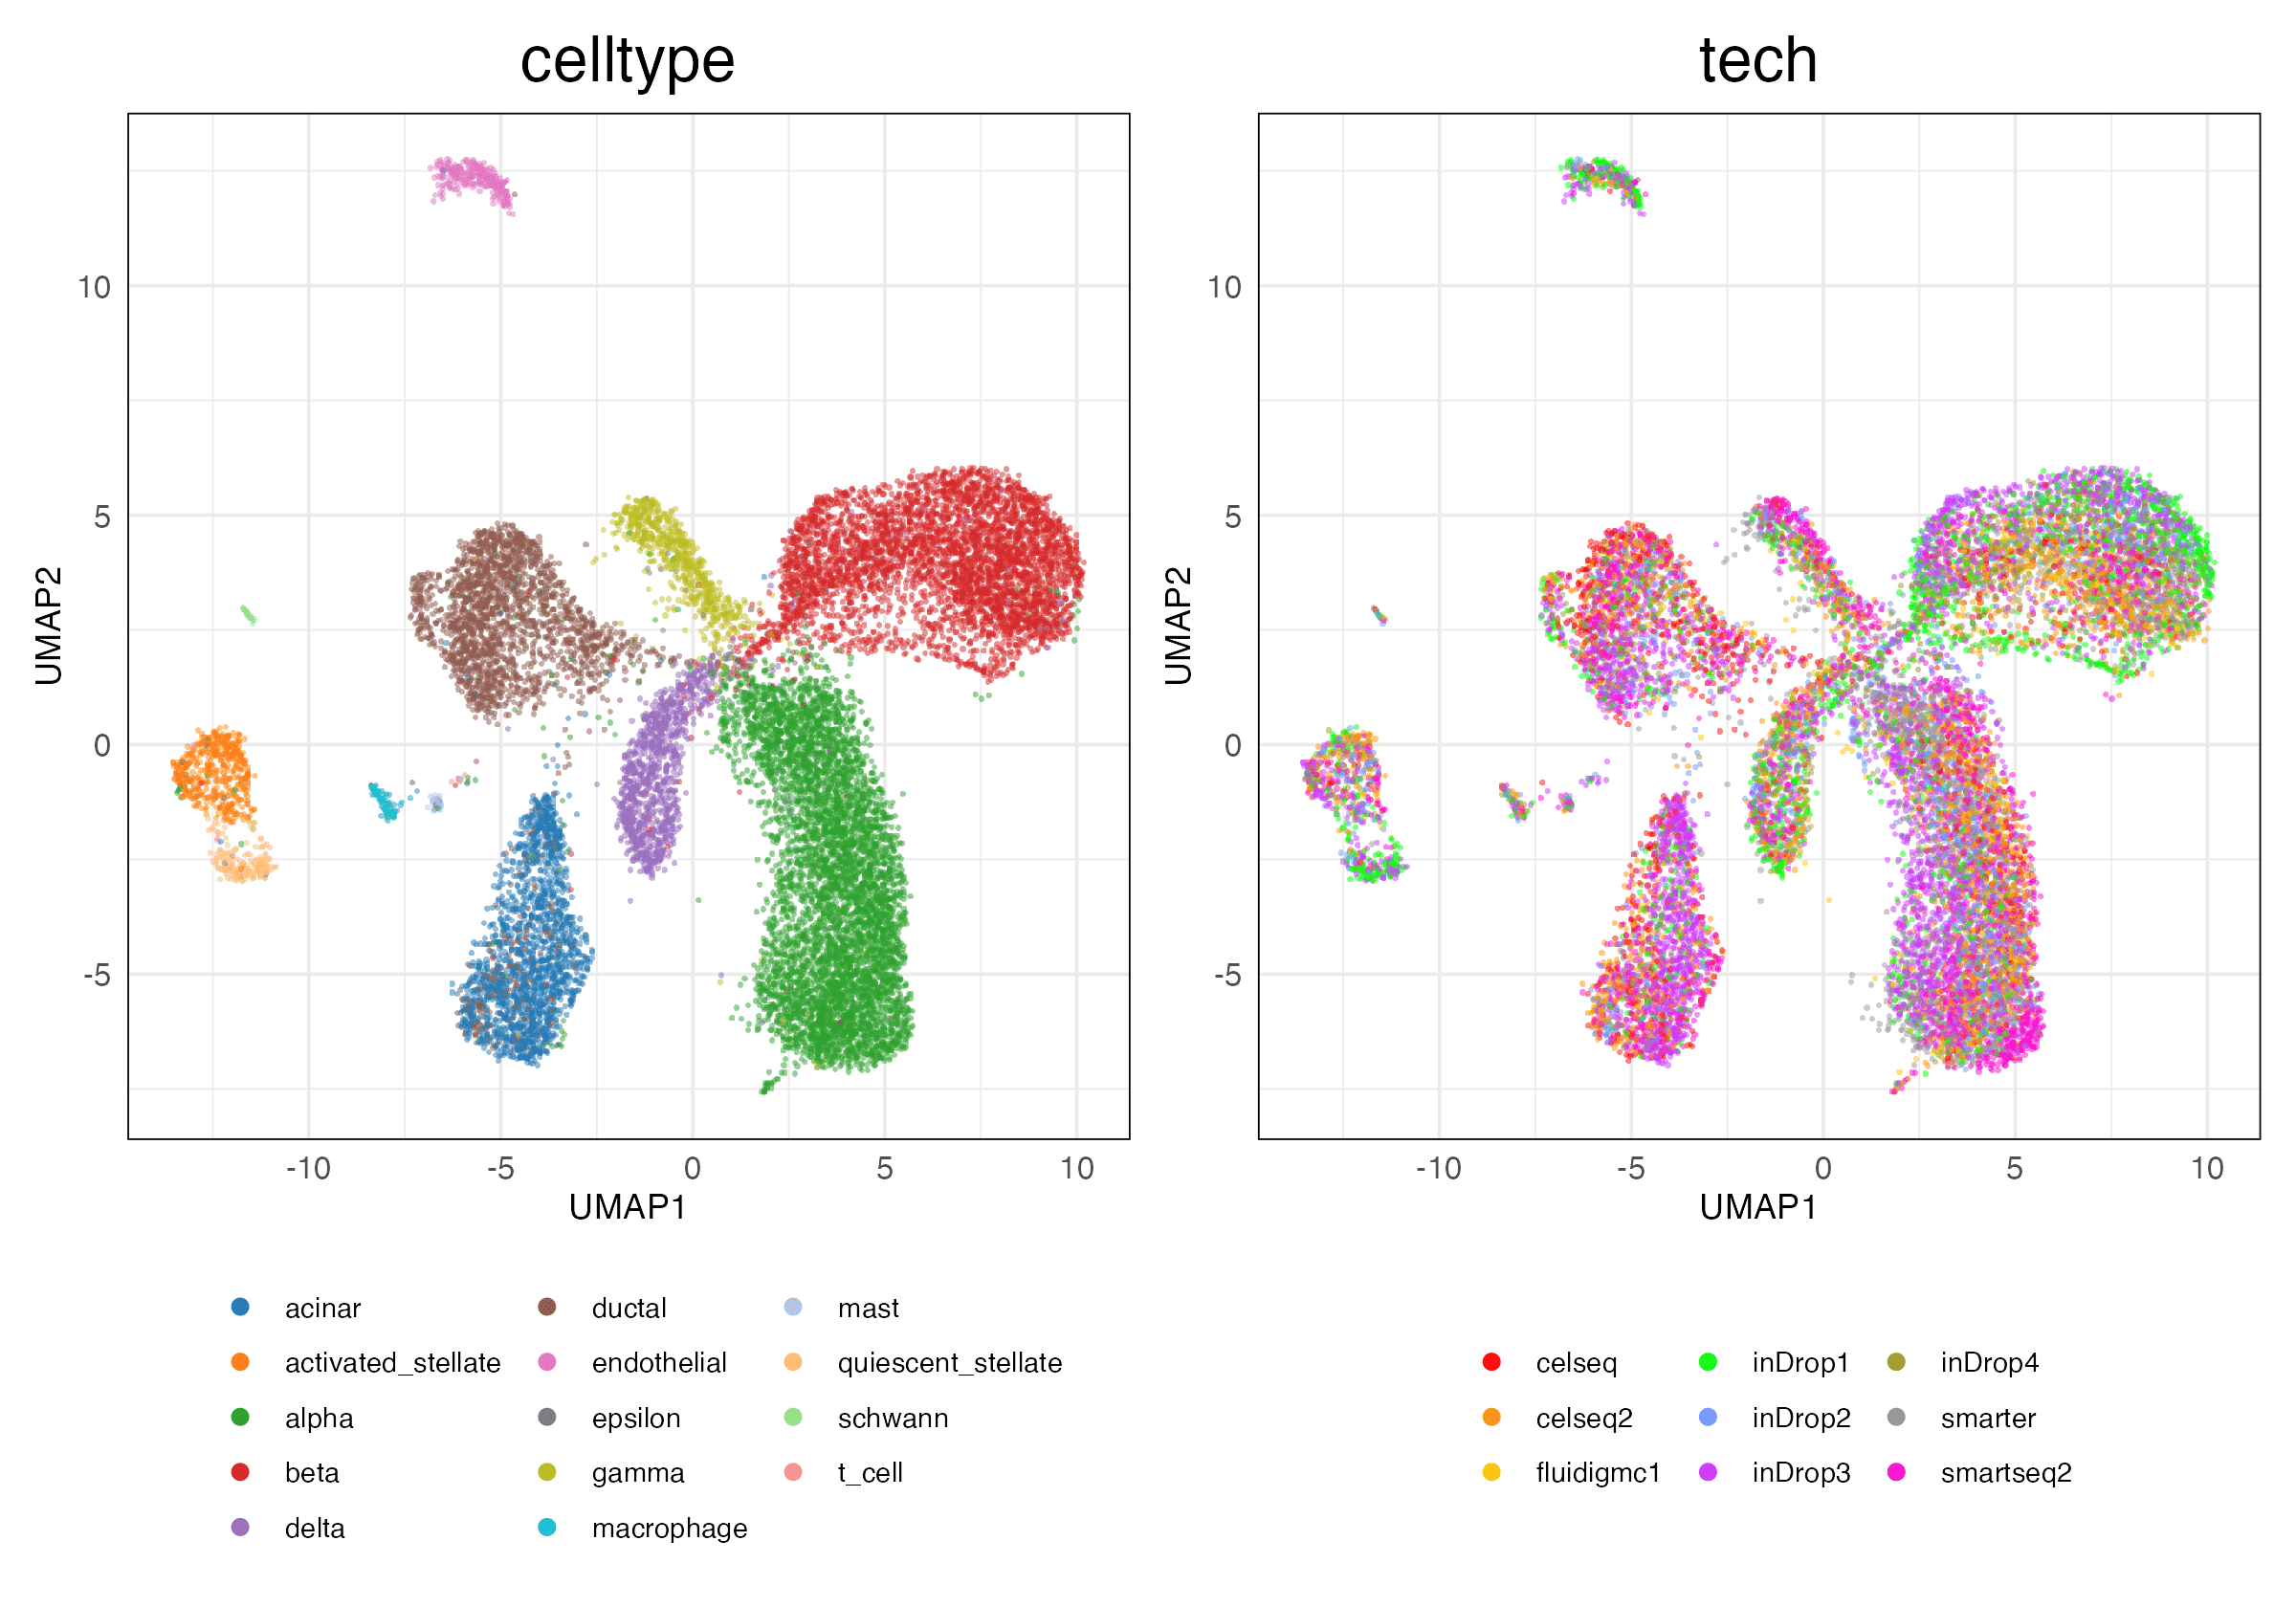 celltype
tech
10
5
0
-5
UMAP2
-10 -5 0 5 10
UMAP1
10
5
0
-5
UMAP2
-10 -5 0 5 10
UMAP1
acinar ductal mast
activated_stellate endothelial quiescent_stellate
alpha epsilon schwann
beta gamma t_cell
delta macrophage
celseq inDrop1 inDrop4
celseq2 inDrop2 smarter
fluidigmc1 inDrop3 smartseq2